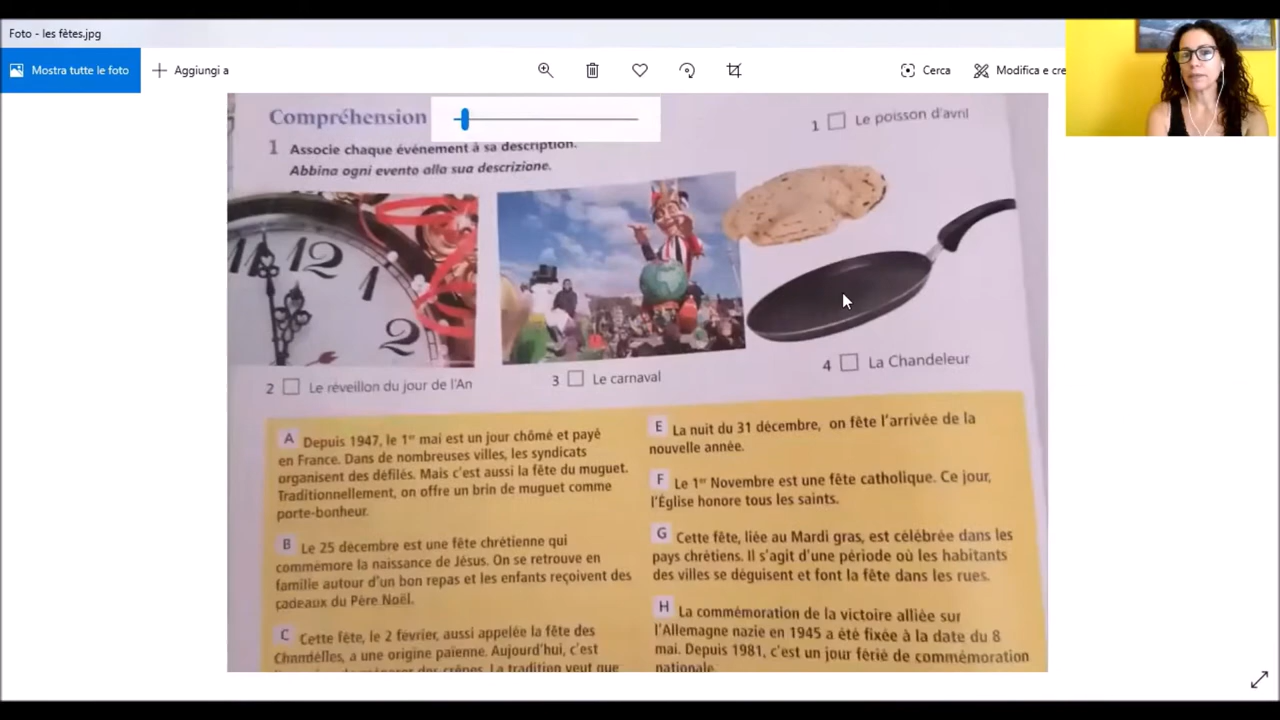 Foto - les fêtes.jpg
Mostra tutte le foto
Aggiungi a
Cerca
Modifica e cre
Compréhension
1 Associe chaque événement à sa description.
Abbina ogni evento alla sua descrizione.
1 Le poisson d'avril
11 12 1
2
2 Le réveillon du jour de l'An
3 Le carnaval
4 La Chandeleur
A Depuis 1947, le 1er mai est un jour chômé et payé
en France. Dans de nombreuses villes, les syndicats
organisent des défilés. Mais c'est aussi la fête du muguet.
Traditionnellement, on offre un brin de muguet comme
porte-bonheur.
B Le 25 décembre est une fête chrétienne qui
commémore la naissance de Jésus. On se retrouve en
famille autour d'un bon repas et les enfants reçoivent des
cadeaux du Père Noël.
C Cette fête, le 2 février, aussi appelée la fête des
Chandelles, a une origine païenne. Aujourd'hui, c'est
des crêpes. La tradition veut que
E La nuit du 31 décembre, on fête l'arrivée de la
nouvelle année.
F Le 1er Novembre est une fête catholique. Ce jour,
l'Église honore tous les saints.
G Cette fête, liée au Mardi gras, est célébrée dans les
pays chrétiens. Il s'agit d'une période où les habitants
des villes se déguisent et font la fête dans les rues.
H La commémoration de la victoire alliée sur
l'Allemagne nazie en 1945 a été fixée à la date du 8
mai. Depuis 1981, c'est un jour férié de commémoration
nationale.